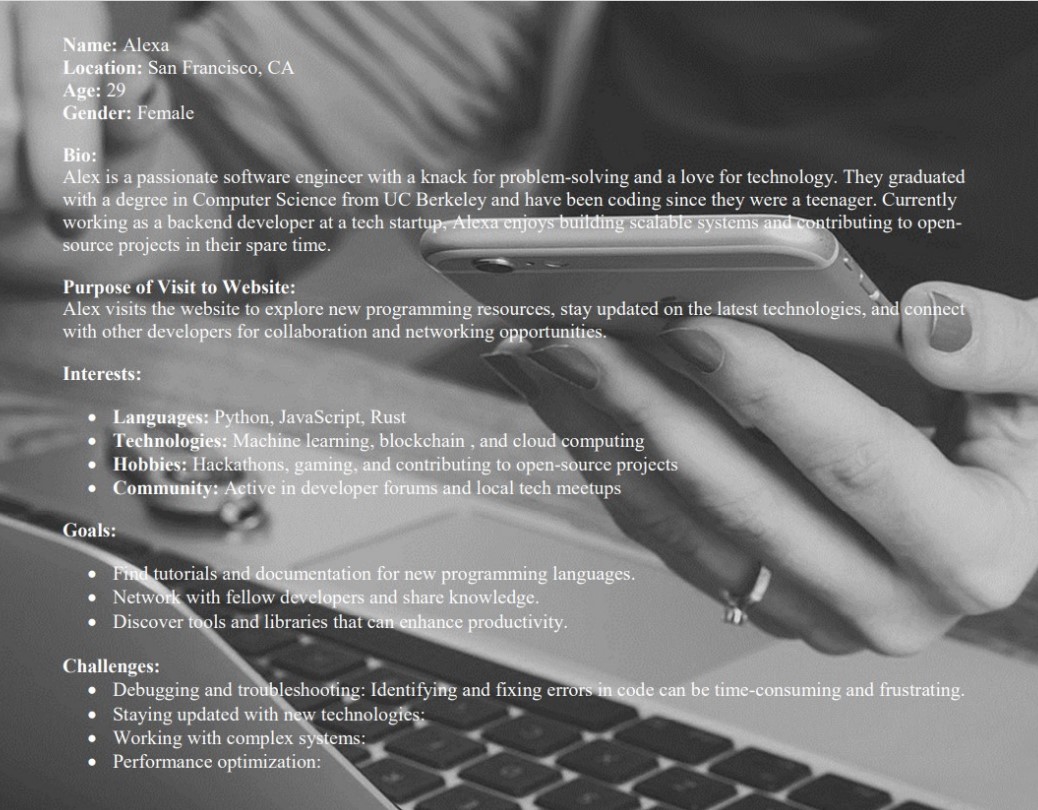 Name: Alexa
Location: San Francisco, CA
Age: 29
Gender: Female
Bio:
Alex is a passionate software engineer with a knack for problem-solving and a love for technology. They graduated
with a degree in Computer Science from UC Berkeley and have been coding since they were a teenager. Currently
working as a backend developer at a tech startup, Alexa enjoys building scalable systems and contributing to open-
source projects in their spare time.
Purpose of Visit to Website:
Alex visits the website to explore new programming resources, stay updated on the latest technologies, and connect
with other developers for collaboration and networking opportunities.
Interests:
• Languages: Python, JavaScript, Rust
• Technologies: Machine learning, blockchain , and cloud computing
• Hobbies: Hackathons, gaming, and contributing to open-source projects
• Community: Active in developer forums and local tech meetups
Goals:
• Find tutorials and documentation for new programming languages.
• Network with fellow developers and share knowledge.
• Discover tools and libraries that can enhance productivity.
Challenges:
• Debugging and troubleshooting: Identifying and fixing errors in code can be time-consuming and frustrating.
• Staying updated with new technologies:
• Working with complex systems:
• Performance optimization: